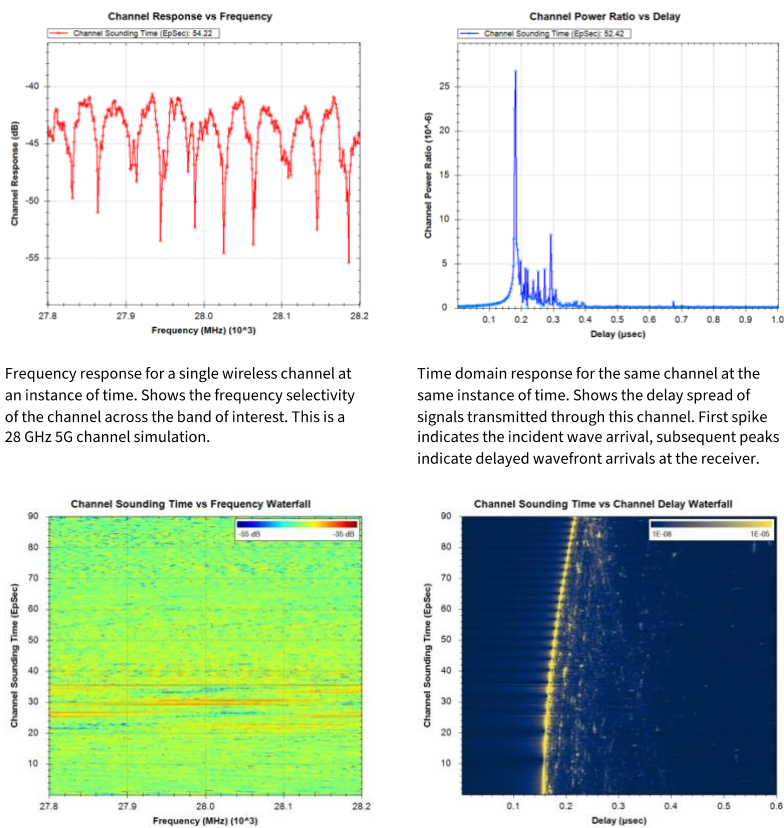 Channel Response vs Frequency
Channel Sounding Time (EpSec): 54.22
-40
-45
-50
-55
Channel Response (dB)
27.8 27.9 28.0 28.1 28.2
Frequency (MHz) (10^3)
Channel Power Ratio vs Delay
Channel Sounding Time (EpSec): 52.42
25
20
15
10
5
0
Channel Power Ratio (10^-6)
0.1 0.2 0.3 0.4 0.5 0.6 0.7 0.8 0.9 1.0
Delay (µsec)
Frequency response for a single wireless channel at
an instance of time. Shows the frequency selectivity
of the channel across the band of interest. This is a
28 GHz 5G channel simulation.
Time domain response for the same channel at the
same instance of time. Shows the delay spread of
signals transmitted through this channel. First spike
indicates the incident wave arrival, subsequent peaks
indicate delayed wavefront arrivals at the receiver.
Channel Sounding Time vs Frequency Waterfall
-55 dB -35 dB
90
80
70
60
50
40
30
20
10
Channel Sounding Time (EpSec)
27.8 27.9 28.0 28.1 28.2
Frequency (MHz) (10^3)
Channel Sounding Time vs Channel Delay Waterfall
1E-08 1E-05
90
80
70
60
50
40
30
20
10
Channel Sounding Time (EpSec)
0.1 0.2 0.3 0.4 0.5 0.6
Delay (µsec)